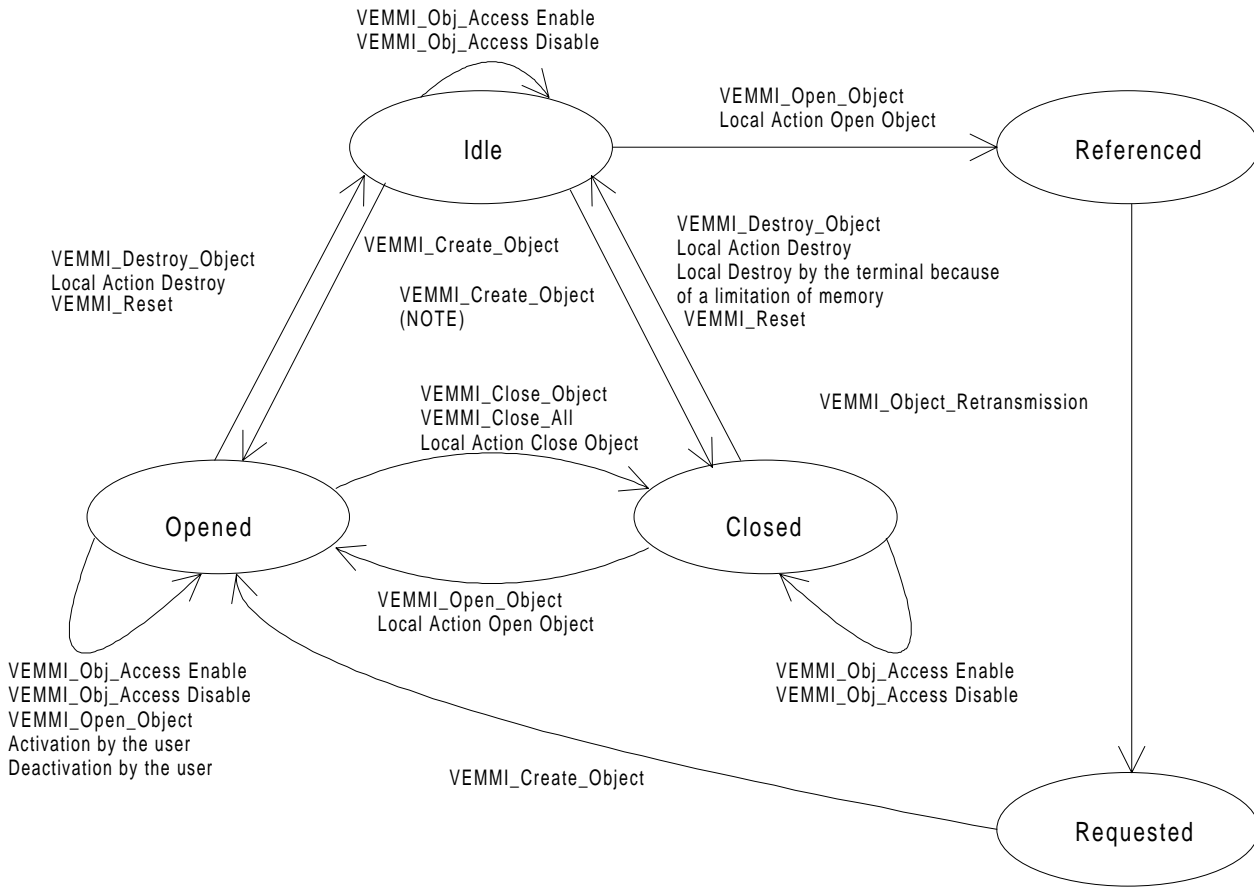 VEMMI_Obj_Access Enable
VEMMI_Obj_Access Disable
Idle
VEMMI_Open_Object
Local Action Open Object
Referenced
VEMMI_Destroy_Object
Local Action Destroy
VEMMI_Reset
VEMMI_Create_Object
VEMMI_Create_Object
(NOTE)
VEMMI_Destroy_Object
Local Action Destroy
Local Destroy by the terminal because
of a limitation of memory
VEMMI_Reset
VEMMI_Close_Object
VEMMI_Close_All
Local Action Close Object
VEMMI_Object_Retransmission
Opened
Closed
VEMMI_Open_Object
Local Action Open Object
VEMMI_Obj_Access Enable
VEMMI_Obj_Access Disable
VEMMI_Open_Object
Activation by the user
Deactivation by the user
VEMMI_Obj_Access Enable
VEMMI_Obj_Access Disable
VEMMI_Create_Object
Requested